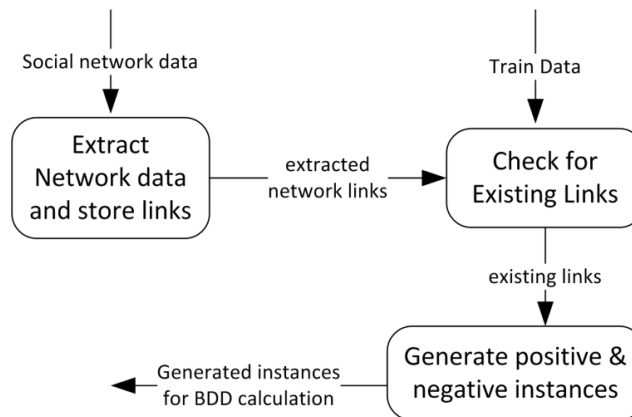 Social network data
Train Data
Extract
Network data
and store links
extracted
network links
Check for
Existing Links
existing links
Generate positive &
negative instances
Generated instances
for BDD calculation